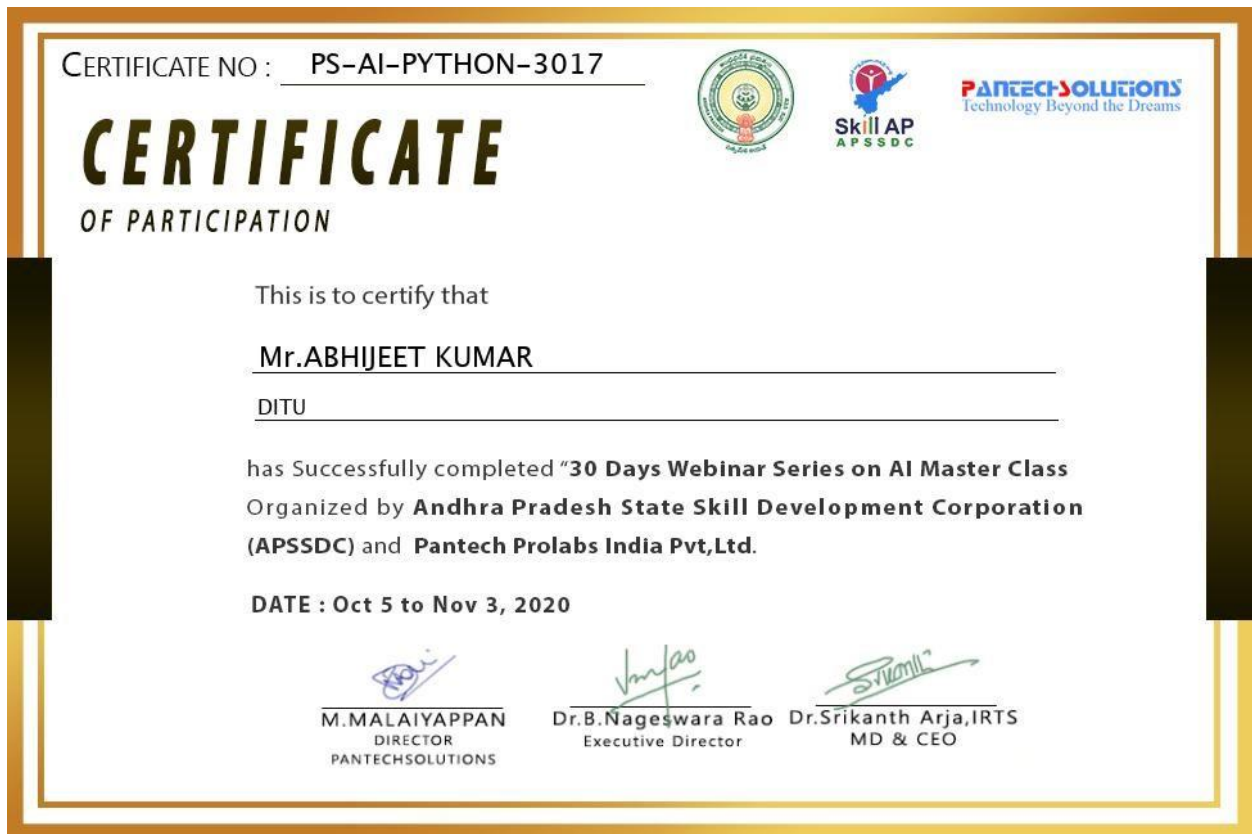 CERTIFICATE NO : PS-AI-PYTHON-3017
Skill AP
APSSDC
PANTECHSOLUTIONS
Technology Beyond the Dreams
CERTIFICATE
OF PARTICIPATION
This is to certify that
Mr.ABHIJEET KUMAR
DITU
has Successfully completed “30 Days Webinar Series on AI Master Class
Organized by Andhra Pradesh State Skill Development Corporation
(APSSDC) and Pantech Prolabs India Pvt,Ltd.
DATE : Oct 5 to Nov 3, 2020
M.MALAIYAPPAN Dr.B.Nageswara Rao Dr.Srikanth Arja,IRTS
DIRECTOR Executive Director MD & CEO
PANTECHSOLUTIONS